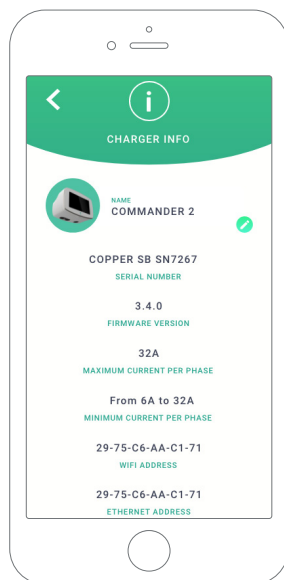 CHARGER INFO
NAME
COMMANDER 2
COPPER SB SN7267
SERIAL NUMBER
3.4.0
FIRMWARE VERSION
32A
MAXIMUM CURRENT PER PHASE
From 6A to 32A
MINIMUM CURRENT PER PHASE
29-75-C6-AA-C1-71
WIFI ADDRESS
29-75-C6-AA-C1-71
ETHERNET ADDRESS